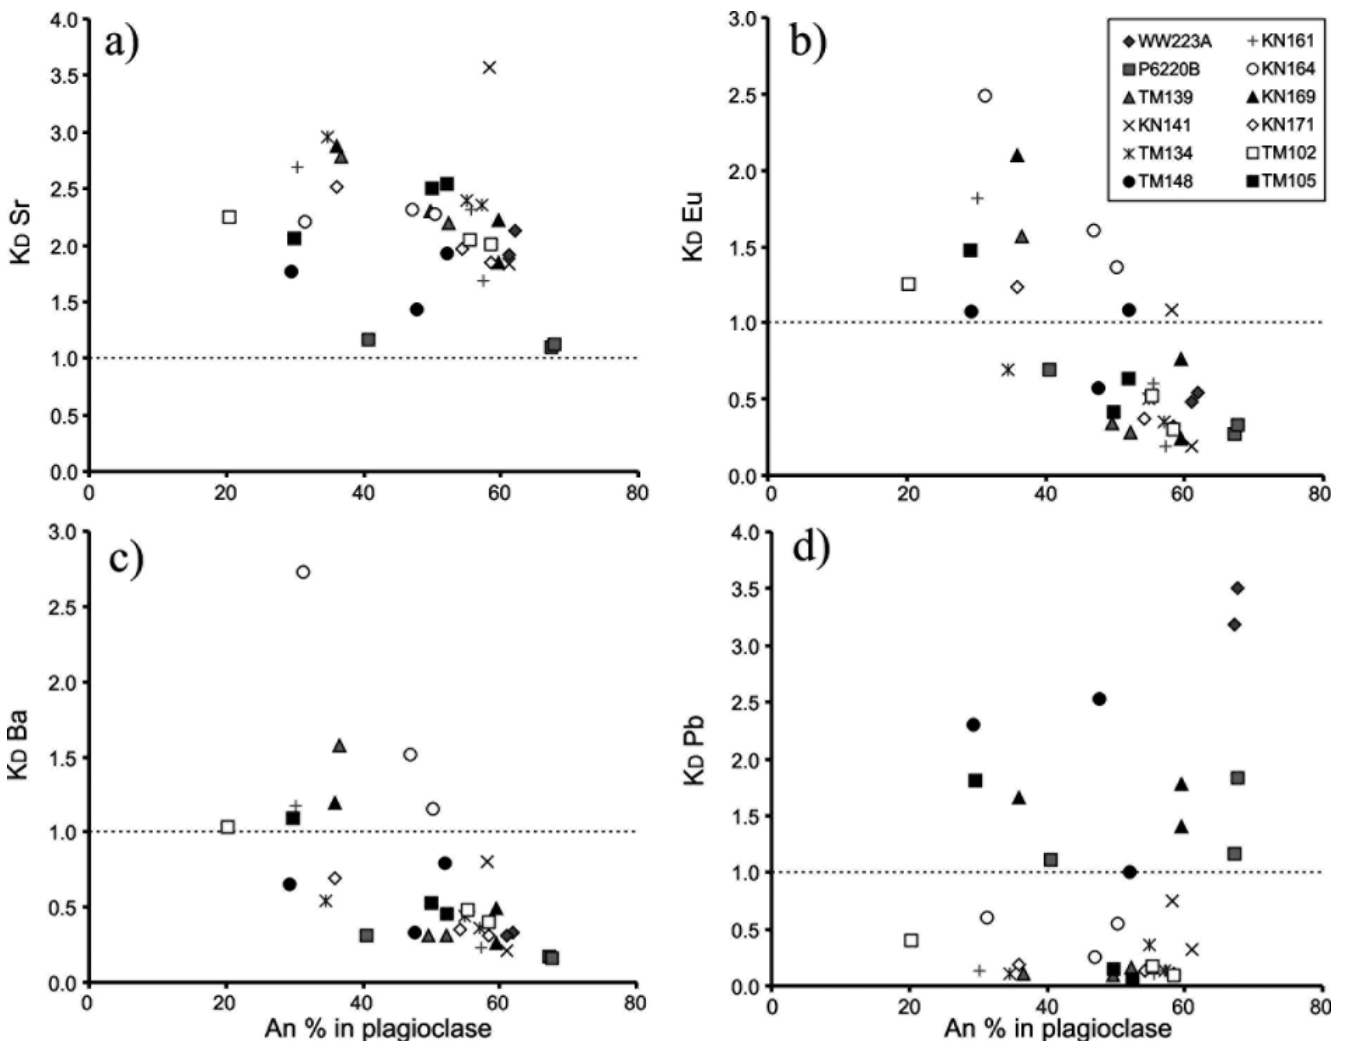 a)
4.0
3.5
3.0
2.5
2.0
1.5
1.0
0.5
0.0
KD Sr
0 20 40 60 80
b)
3.0
2.5
2.0
1.5
1.0
0.5
0.0
KD Eu
0 20 40 60 80
WW223A KN161
P6220B KN164
TM139 KN169
KN141 KN171
TM134 TM102
TM148 TM105
c)
3.0
2.5
2.0
1.5
1.0
0.5
0.0
KD Ba
0 20 40 60 80
An % in plagioclase
d)
4.0
3.5
3.0
2.5
2.0
1.5
1.0
0.5
0.0
KD Pb
0 20 40 60 80
An % in plagioclase